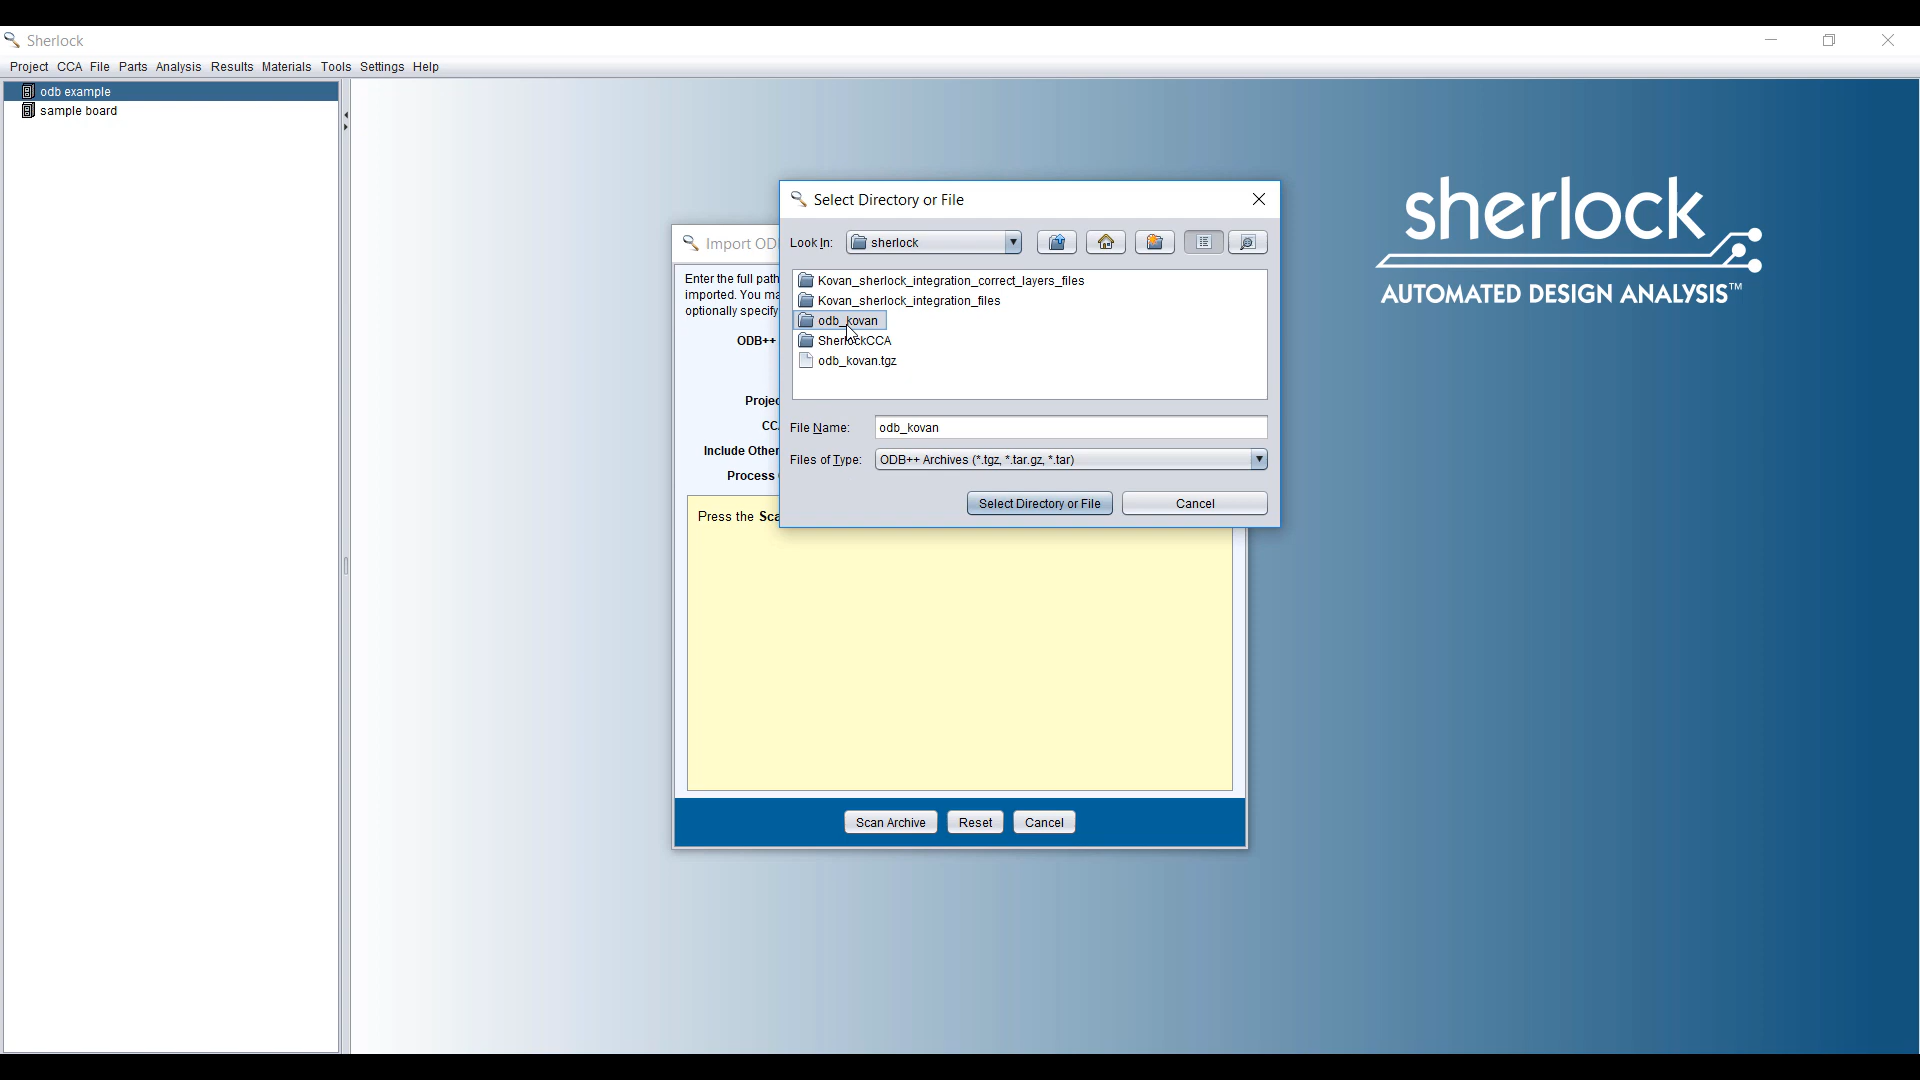 Sherlock
Project CCA File Parts Analysis Results Materials Tools Settings Help
odb example
sample board
sherlock
AUTOMATED DESIGN ANALYSIS™
Import OD
Enter the full path
imported. You ma
optionally specify
ODB++
Projec
CC
Include Other
Process
Press the Sca
Scan Archive Reset Cancel
Select Directory or File
Look In: sherlock
Kovan_sherlock_integration_correct_layers_files
Kovan_sherlock_integration_files
odb_kovan
SherlockCCA
odb_kovan.tgz
File Name: odb_kovan
Files of Type: ODB++ Archives (*.tgz, *.tar.gz, *.tar)
Select Directory or File Cancel